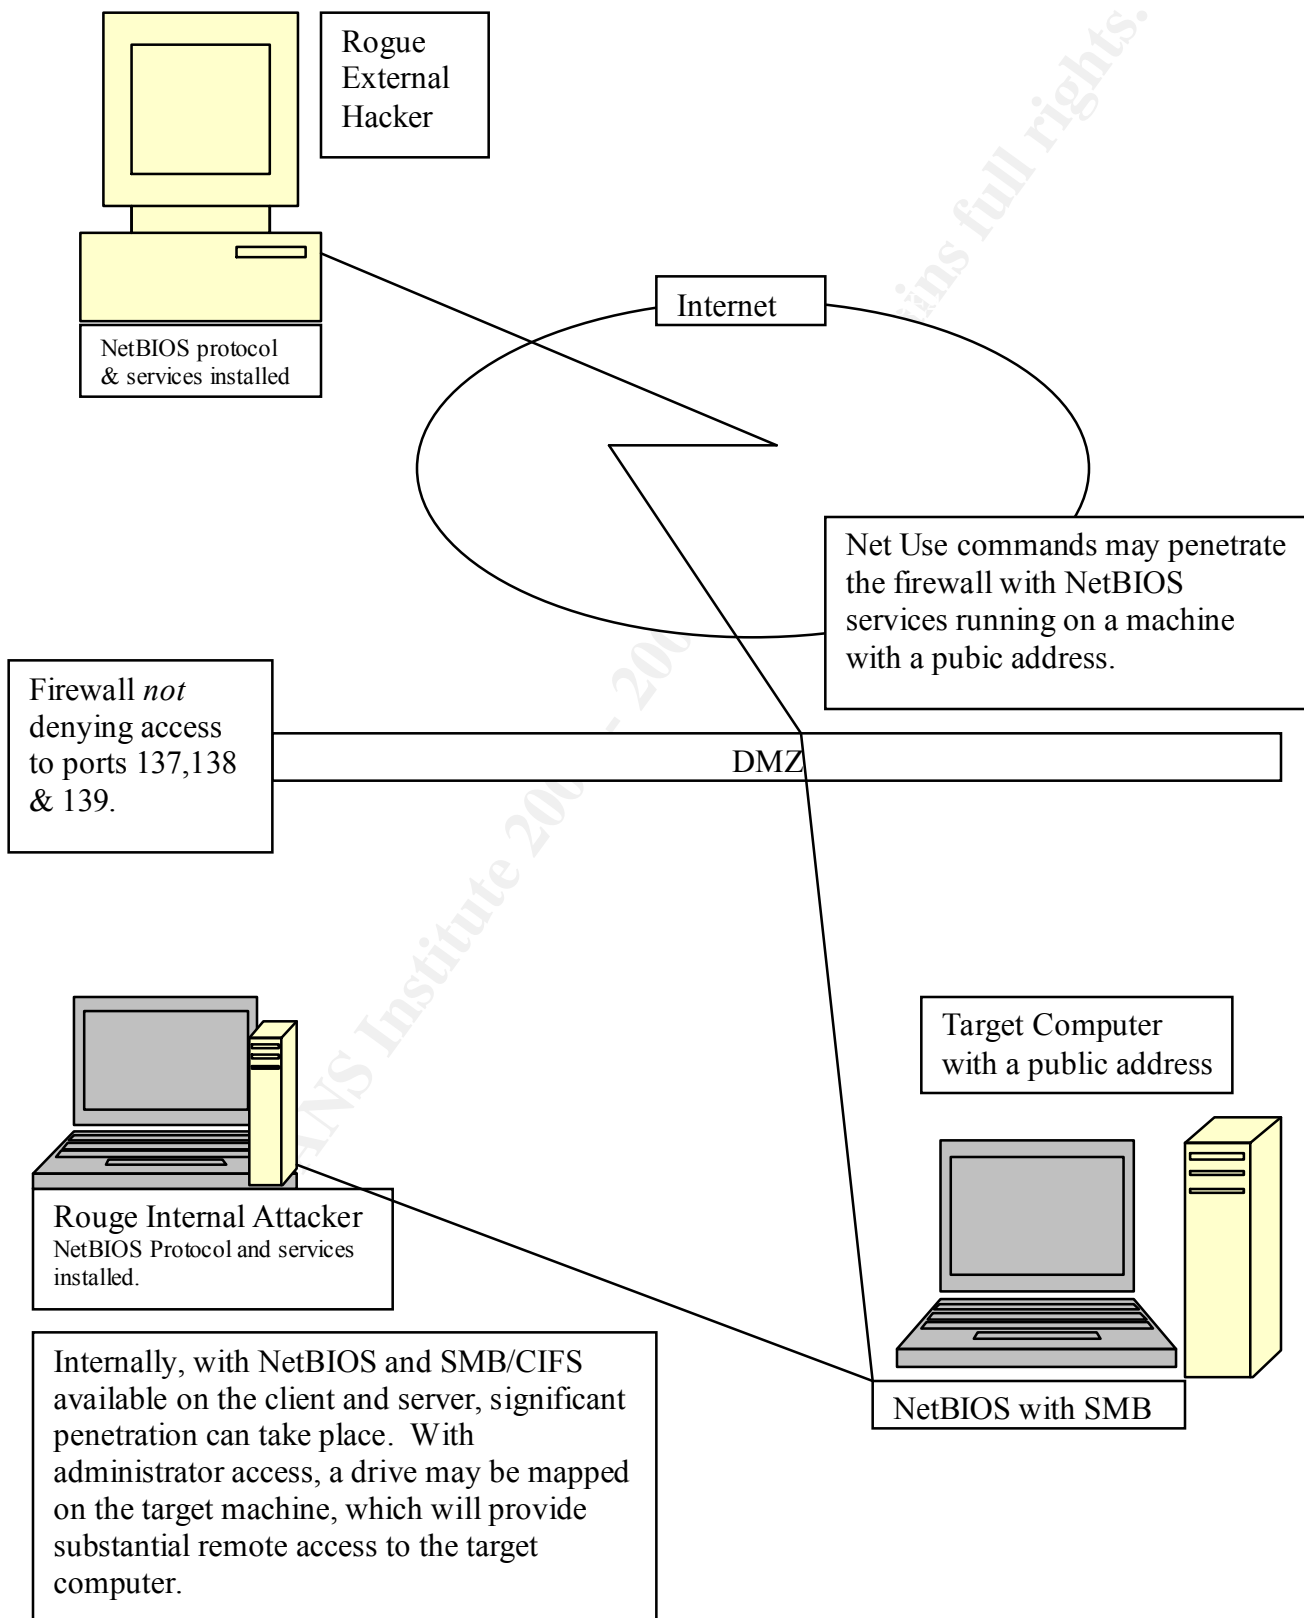 Rogue
External
Hacker
NetBIOS protocol
& services installed
Internet
Net Use commands may penetrate
the firewall with NetBIOS
services running on a machine
with a pubic address.
Firewall not
denying access
to ports 137,138
& 139.
DMZ
Target Computer
with a public address
Rouge Internal Attacker
NetBIOS Protocol and services
installed.
NetBIOS with SMB
Internally, with NetBIOS and SMB/CIFS
available on the client and server, significant
penetration can take place. With
administrator access, a drive may be mapped
on the target machine, which will provide
substantial remote access to the target
computer.
Institute
full rights.